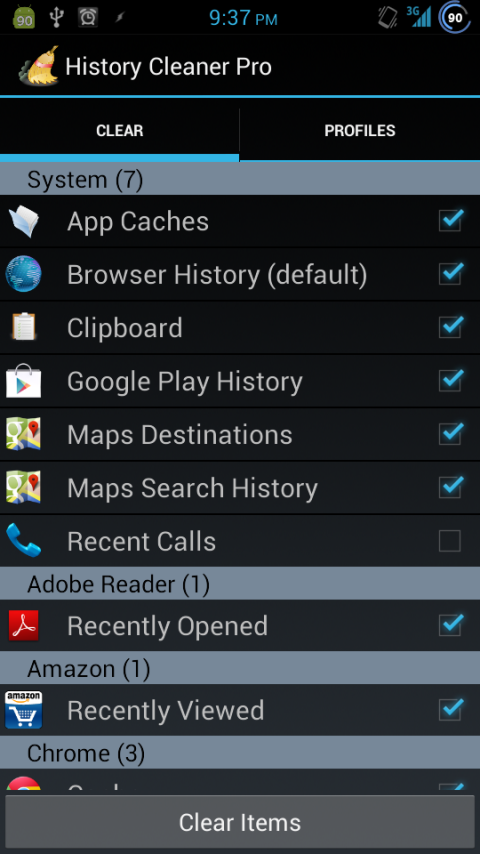 90
9:37 PM
3G
90
History Cleaner Pro
CLEAR
PROFILES
System (7)
App Caches
Browser History (default)
Clipboard
Google Play History
Maps Destinations
Maps Search History
Recent Calls
Adobe Reader (1)
Recently Opened
Amazon (1)
amazon
Recently Viewed
Chrome (3)
Clear Items